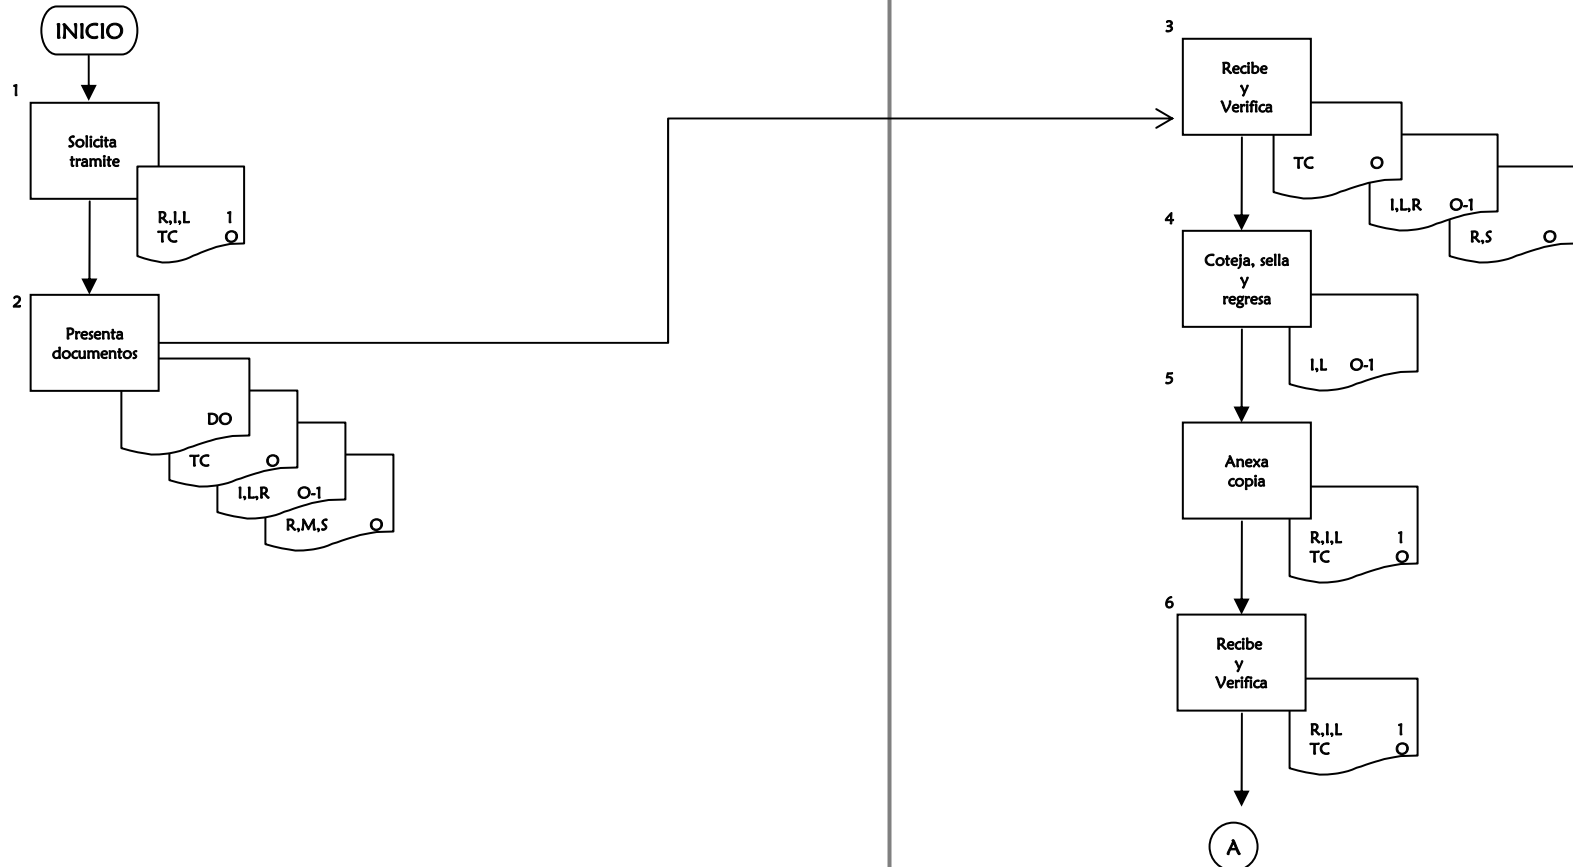 INICIO
1
Solicita
tramite
R,I,L 1
TC O
2
Presenta
documentos
DO
TC O
I,L,R O-1
R,M,S O
3
Recibe
y
Verifica
TC O
I,L,R O-1
R,S O
4
Coteja, sella
y
regresa
I,L O-1
5
Anexa
copia
R,I,L 1
TC O
6
Recibe
y
Verifica
R,I,L 1
TC O
A